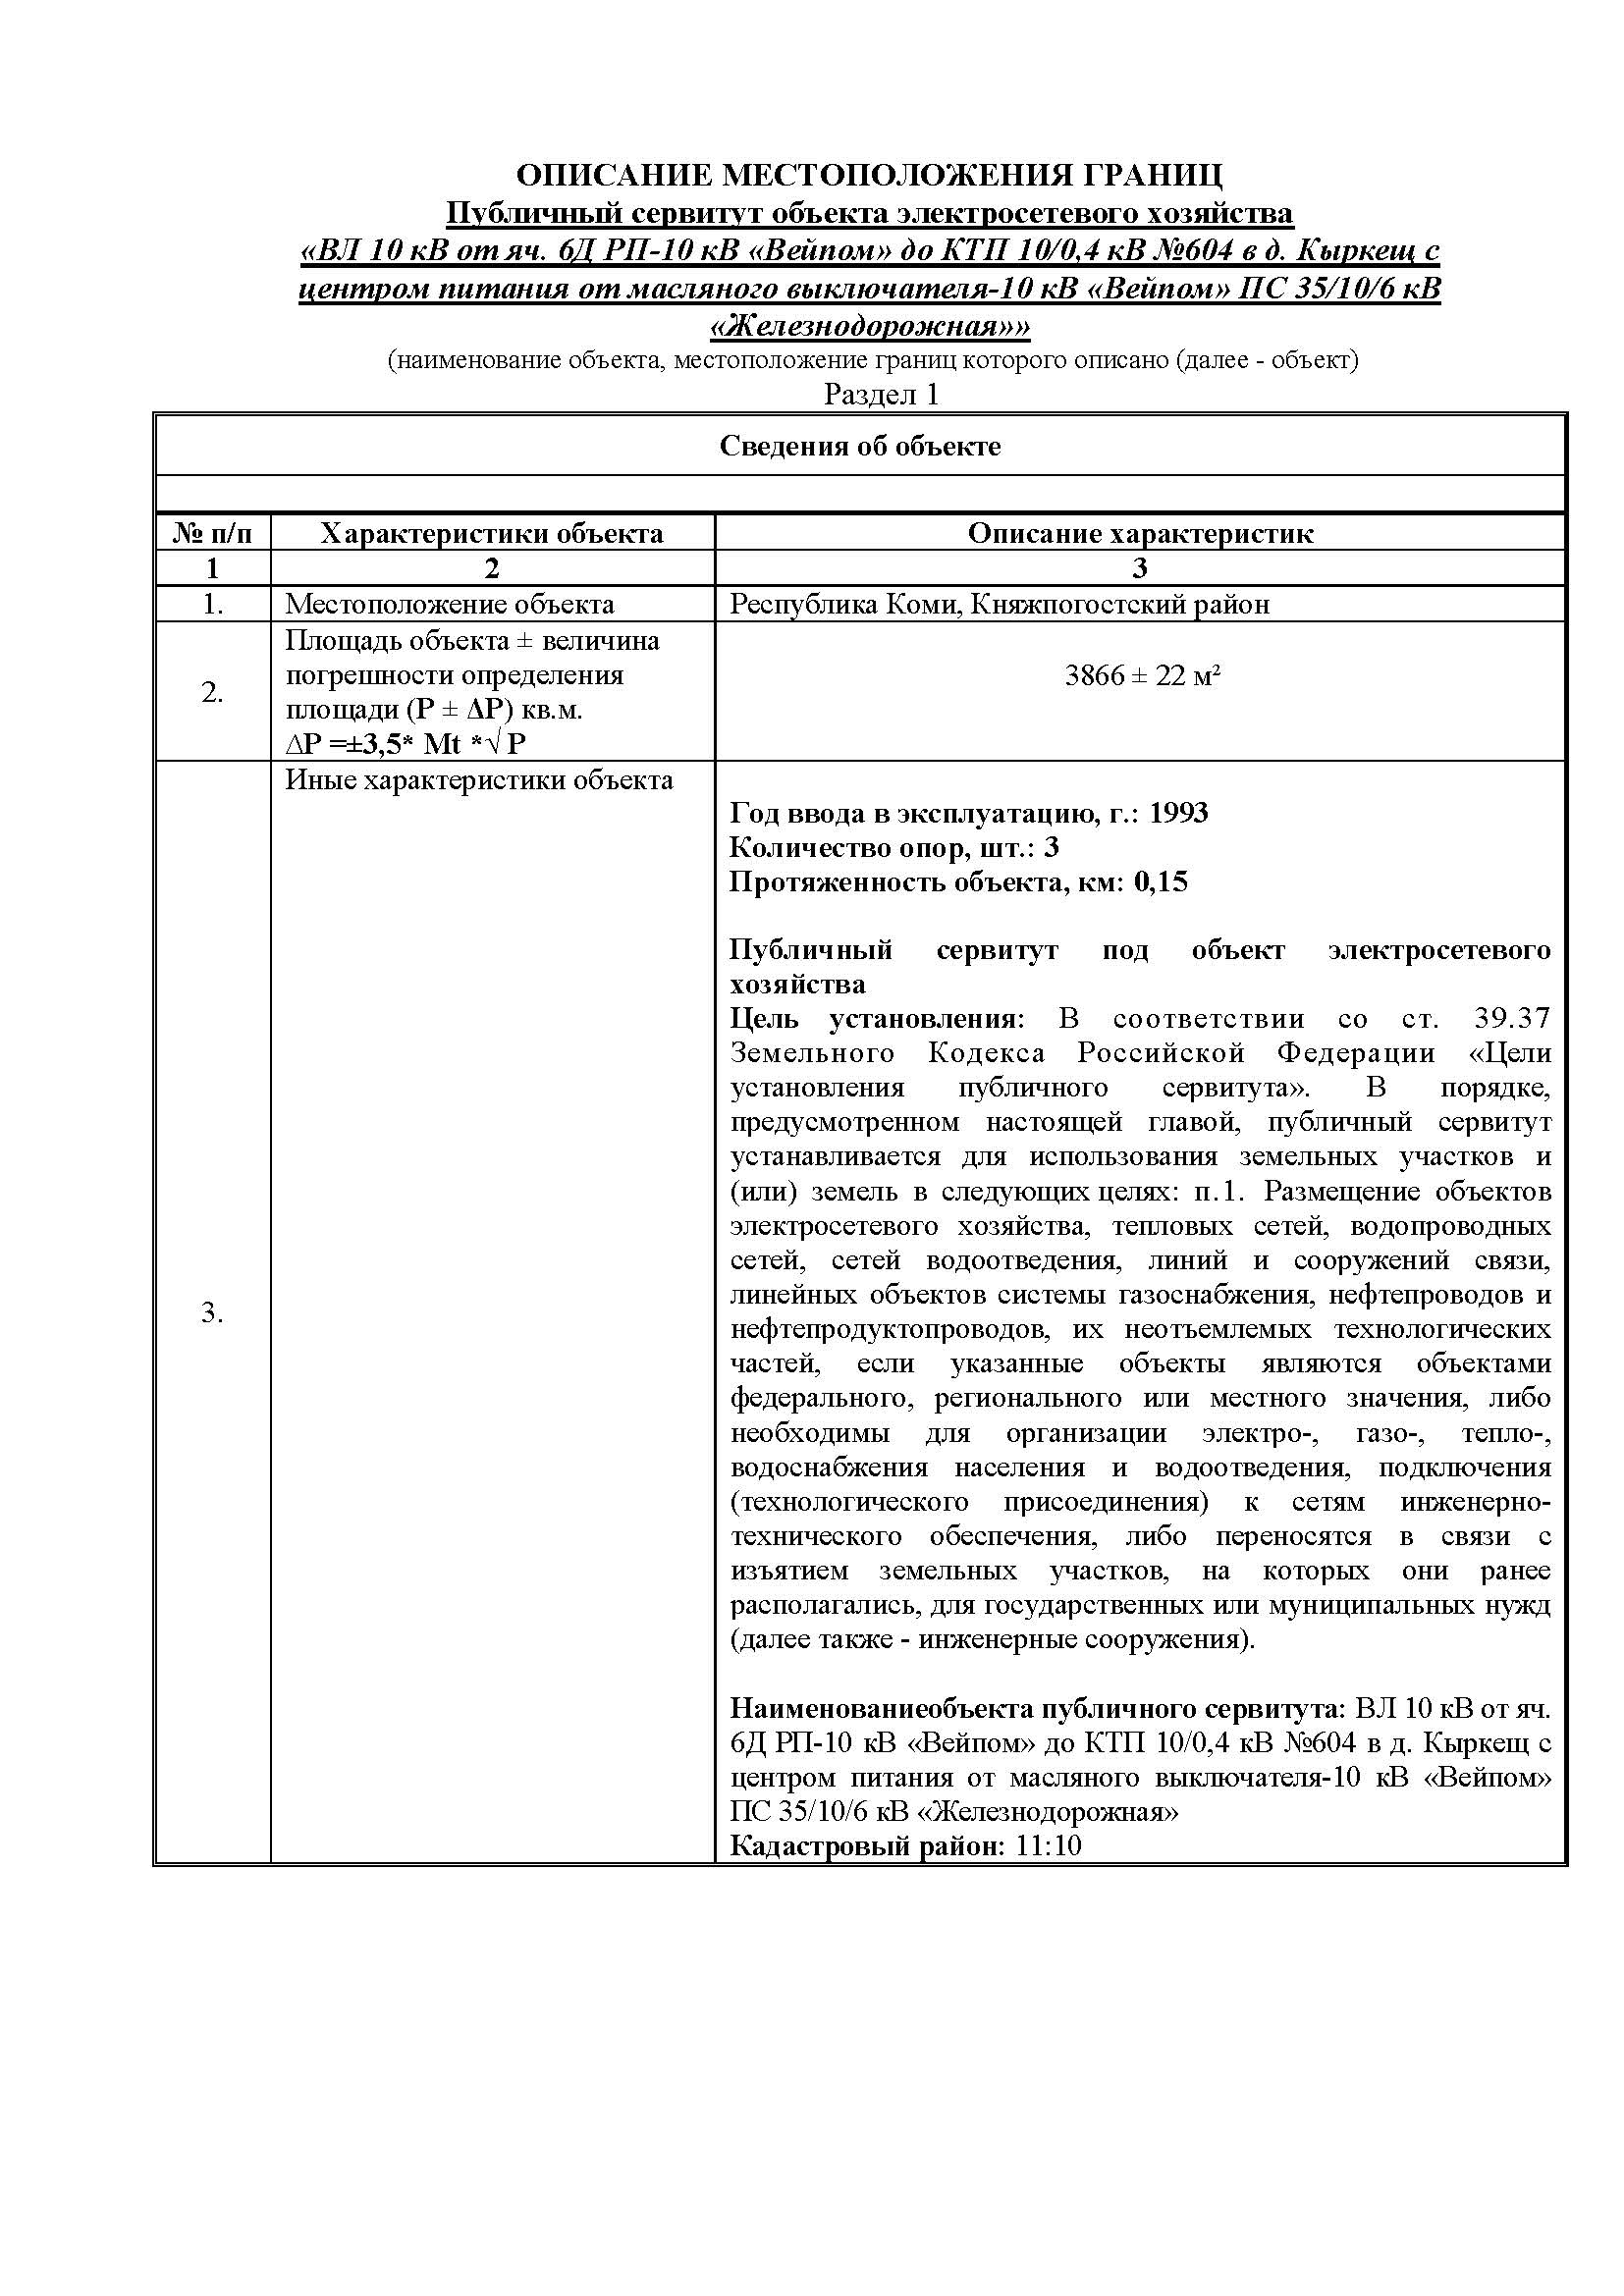 ОПИСАНИЕ МЕСТОПОЛОЖЕНИЯ ГРАНИЦ
Публичный сервитут объекта электросетевого хозяйства
«ВЛ 10 кВ от яч. 6Д РП-10 кВ «Вейпом» до КТП 10/0,4 кВ №604 в д. Кыркещ с
центром питания от масляного выключателя-10 кВ «Вейпом» ПС 35/10/6 кВ
«Железнодорожная»»
(наименование объекта, местоположение границ которого описано (далее - объект)
Раздел 1
Сведения об объекте
№ п/п Характеристики объекта Описание характеристик
1 2 3
1. Местоположение объекта Республика Коми, Княжпогостский район
2.
Площадь объекта ± величина
погрешности определения
площади (P ± ΔP) кв.м.
ΔP =±3,5* Mt *√ P
3866 ± 22 м²
3.
Иные характеристики объекта
Год ввода в эксплуатацию, г.: 1993
Количество опор, шт.: 3
Протяженность объекта, км: 0,15
Публичный сервитут под объект электросетевого
хозяйства
Цель установления: В соответствии со ст. 39.37
Земельного Кодекса Российской Федерации «Цели
установления публичного сервитута». В порядке,
предусмотренном настоящей главой, публичный сервитут
устанавливается для использования земельных участков и
(или) земель в следующих целях: п.1. Размещение объектов
электросетевого хозяйства, тепловых сетей, водопроводных
сетей, сетей водоотведения, линий и сооружений связи,
линейных объектов системы газоснабжения, нефтепроводов и
нефтепродуктопроводов, их неотъемлемых технологических
частей, если указанные объекты являются объектами
федерального, регионального или местного значения, либо
необходимы для организации электро-, газо-, тепло-,
водоснабжения населения и водоотведения, подключения
(технологического присоединения) к сетям инженерно-
технического обеспечения, либо переносятся в связи с
изъятием земельных участков, на которых они ранее
располагались, для государственных или муниципальных нужд
(далее также - инженерные сооружения).
Наименованиеобъекта публичного сервитута: ВЛ 10 кВ от яч.
6Д РП-10 кВ «Вейпом» до КТП 10/0,4 кВ №604 в д. Кыркещ с
центром питания от масляного выключателя-10 кВ «Вейпом»
ПС 35/10/6 кВ «Железнодорожная»
Кадастровый район: 11:10